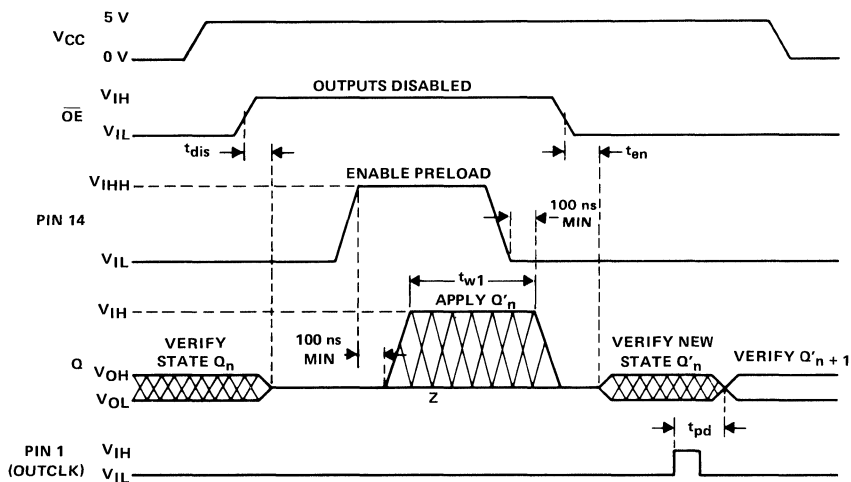 5 V
VCC
0 V
VIH
OUTPUTS DISABLED
OE
VIL
tdis
ten
ENABLE PRELOAD
VIHH
100 ns
MIN
PIN 14
VIL
tw1
VIH
APPLY Q'n
100 ns
MIN
VERIFY
STATE Qn
VERIFY NEW
STATE Q'n
VERIFY Q'n + 1
Q
VOH
VOL
Z
tpd
PIN 1
(OUTCLK)
VIH
VIL